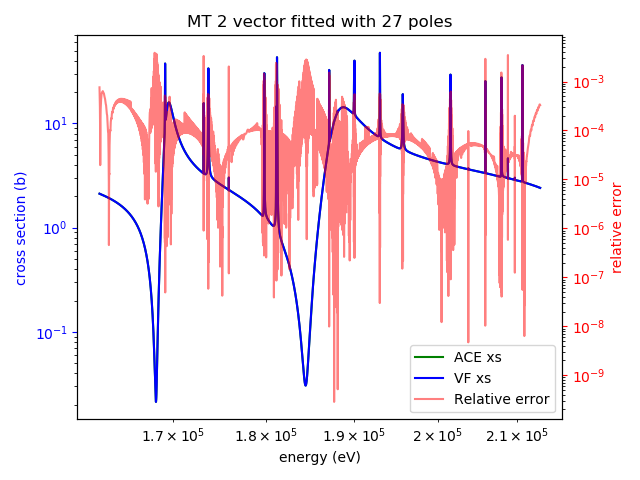 MT 2 vector fitted with 27 poles
cross section (b)
10¹
10⁰
10⁻¹
10⁻³
10⁻⁴
10⁻⁵
10⁻⁶
10⁻⁷
10⁻⁸
10⁻⁹
relative error
ACE xs
VF xs
Relative error
1.7 × 10⁵ 1.8 × 10⁵ 1.9 × 10⁵ 2 × 10⁵ 2.1 × 10⁵
energy (eV)